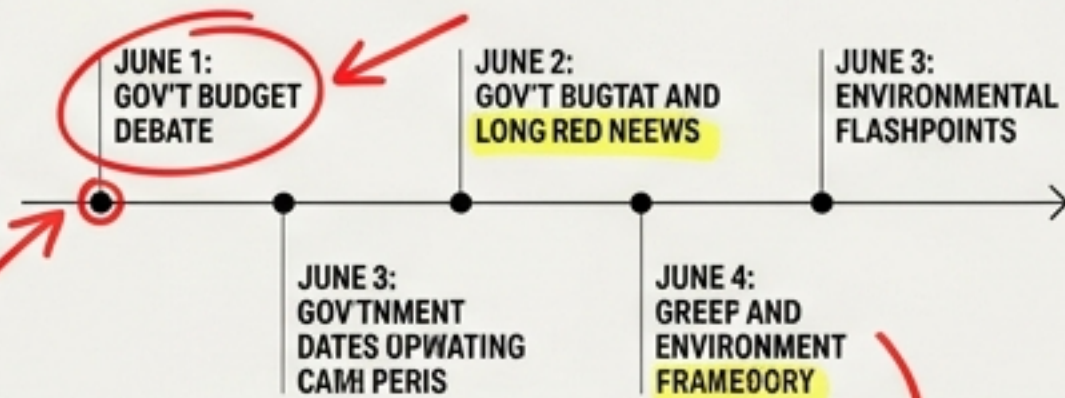 JUNE 1:
GOV'T BUDGET
DEBATE
JUNE 3:
GOV'TNMENT
DATES OPWATING
CAMH PERIS
JUNE 2:
GOV'T BUGTAT AND
LONG RED NEEWS
JUNE 4:
GREEP AND
ENVIRONMENT
FRAMEOORY
JUNE 3:
ENVIRONMENTAL
FLASHPOINTS